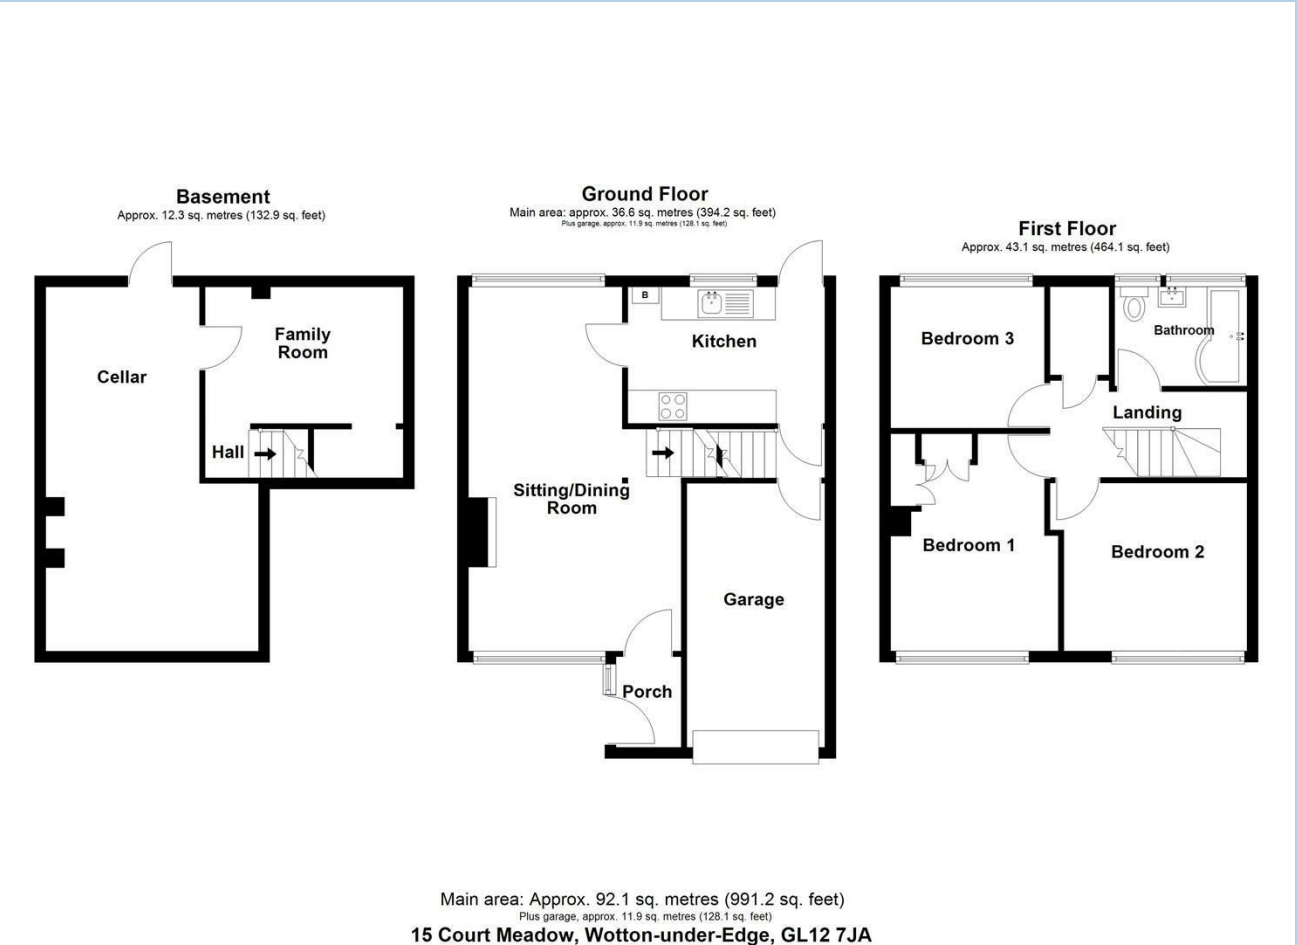 Basement
Approx. 12.3 sq. metres (132.9 sq. feet)
Family
Room
Cellar
Hall
Ground Floor
Main area: approx. 36.6 sq. metres (394.2 sq. feet)
Plus garage, approx. 11.9 sq. metres (128.1 sq. feet)
B
Kitchen
Sitting/Dining
Room
Garage
Porch
First Floor
Approx. 43.1 sq. metres (464.1 sq. feet)
Bedroom 3
Bathroom
Landing
Bedroom 1
Bedroom 2
Main area: Approx. 92.1 sq. metres (991.2 sq. feet)
Plus garage, approx. 11.9 sq. metres (128.1 sq. feet)
15 Court Meadow, Wotton-under-Edge, GL12 7JA